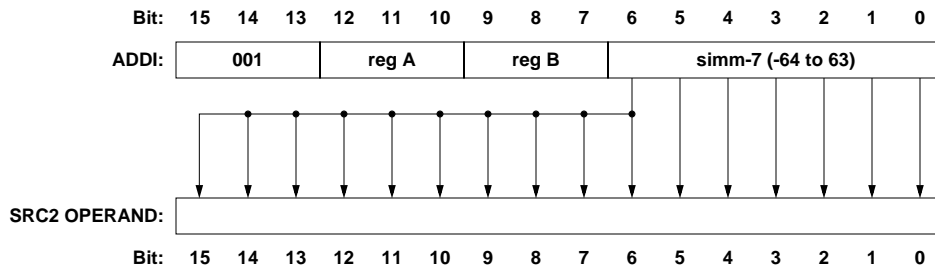 Bit: 15 14 13 12 11 10 9 8 7 6 5 4 3 2 1 0
ADDI: 001 reg A reg B simm-7 (-64 to 63)
SRC2 OPERAND:
Bit: 15 14 13 12 11 10 9 8 7 6 5 4 3 2 1 0